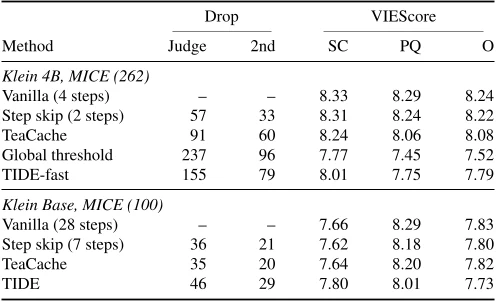 Drop VIEScore
Method Judge 2nd SC PQ O
Klein 4B, MICE (262)
Vanilla (4 steps) – – 8.33 8.29 8.24
Step skip (2 steps) 57 33 8.31 8.24 8.22
TeaCache 91 60 8.24 8.06 8.08
Global threshold 237 96 7.77 7.45 7.52
TIDE-fast 155 79 8.01 7.75 7.79
Klein Base, MICE (100)
Vanilla (28 steps) – – 7.66 8.29 7.83
Step skip (7 steps) 36 21 7.62 8.18 7.80
TeaCache 35 20 7.64 8.20 7.82
TIDE 46 29 7.80 8.01 7.73